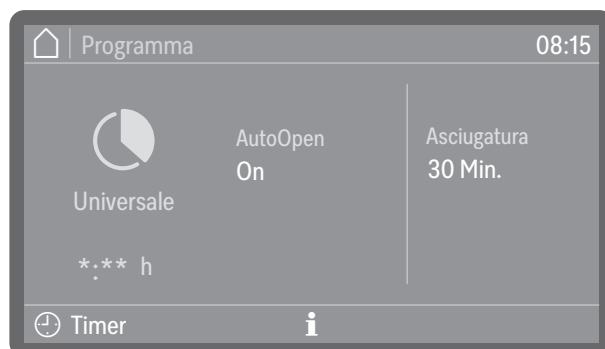 Programma 08:15
AutoOpen
On
Asciugatura
30 Min.
Universale
*:** h
Timer i